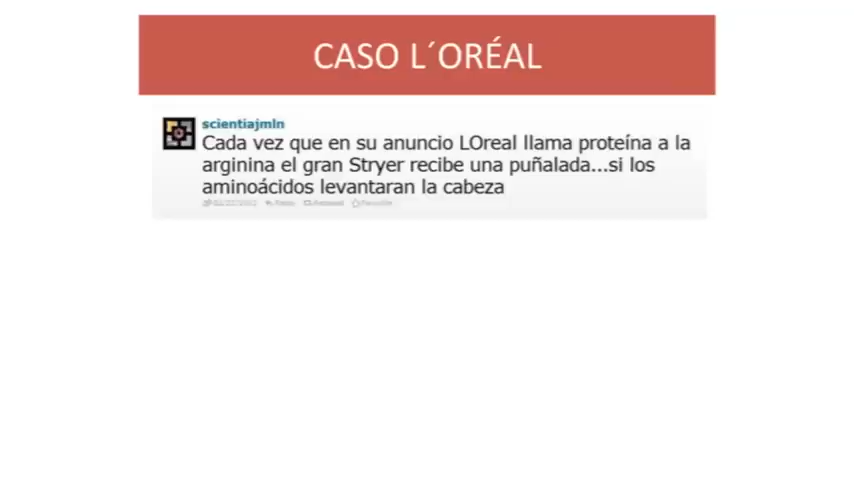 CASO L´ORÉAL
scientiajmln
Cada vez que en su anuncio LOreal llama proteína a la
arginina el gran Stryer recibe una puñalada...si los
aminoácidos levantaran la cabeza